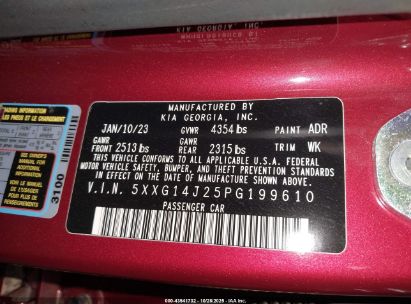 MANUFACTURED BY
KIA GEORGIA, INC.
JAN/10/23 GVWR 4354 lbs PAINT ADR
GAWR FRONT 2513 lbs GAWR REAR 2315 lbs TRIM WK
THIS VEHICLE CONFORMS TO ALL APPLICABLE U.S.A. FEDERAL
MOTOR VEHICLE SAFETY, BUMPER, AND THEFT PREVENTION STANDARDS
IN EFFECT ON THE DATE OF MANUFACTURE SHOWN ABOVE.
V.I.N. 5XXG14J25PG199610
PASSENGER CAR
3100